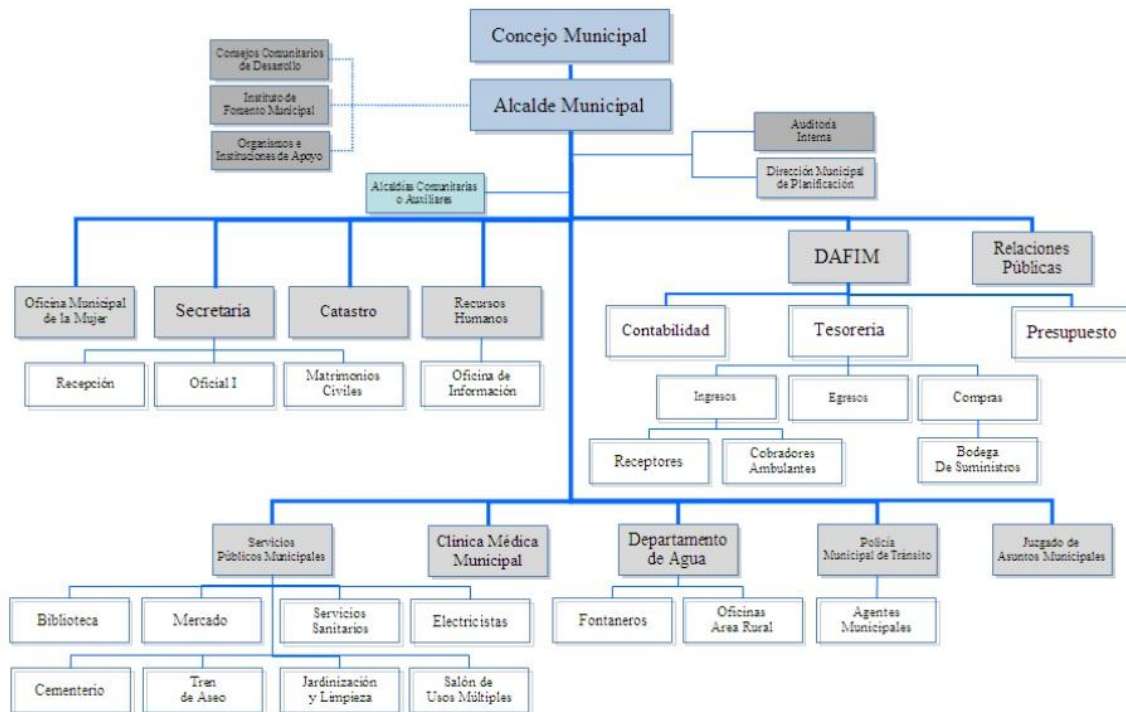 Concejo Municipal
Alcalde Municipal
Consejos Comunitarios
de Desarrollo
Instituto de
Fomento Municipal
Organismos e
Instituciones de Apoyo
Auditoría
Interna
Dirección Municipal
de Planificación
Alcaldías Comunitarias
o Auxiliares
DAFIM
Relaciones
Públicas
Oficina Municipal
de la Mujer
Secretaría
Catastro
Recursos
Humanos
Contabilidad
Tesorería
Presupuesto
Recepción
Oficial I
Matrimonios
Civiles
Oficina de
Información
Ingresos
Egresos
Compras
Receptores
Cobradores
Ambulantes
Bodega
De Suministros
Servicios
Públicos Municipales
Clínica Médica
Municipal
Departamento
de Agua
Policía
Municipal de Tránsito
Juzgado de
Asuntos Municipales
Biblioteca
Mercado
Servicios
Sanitarios
Electricistas
Fontaneros
Oficinas
Area Rural
Agentes
Municipales
Cementerio
Tren
de Aseo
Jardinización
y Limpieza
Salón de
Usos Múltiples